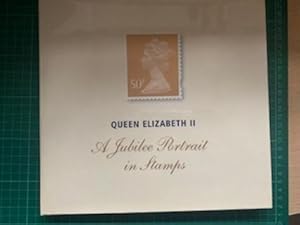 50P
QUEEN ELIZABETH II
A Jubilee Portrait
in Stamps